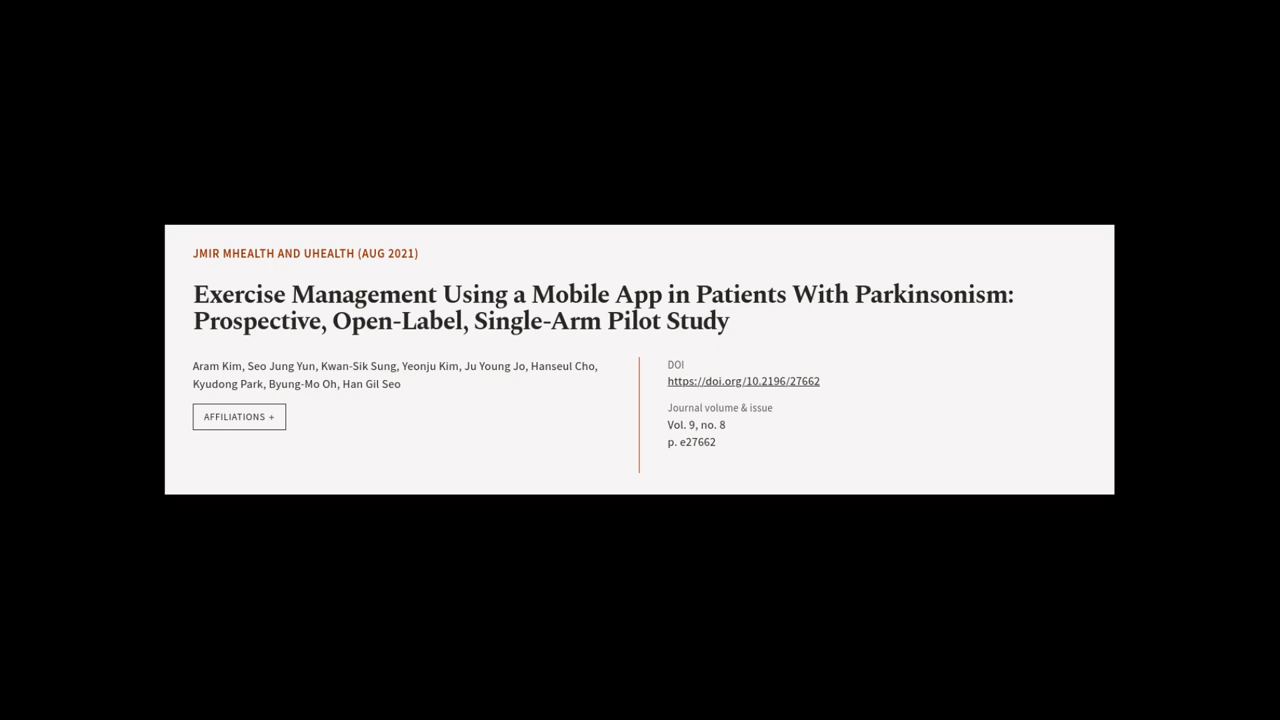 JMIR MHEALTH AND UHEALTH (AUG 2021)
Exercise Management Using a Mobile App in Patients With Parkinsonism:
Prospective, Open-Label, Single-Arm Pilot Study
Aram Kim, Seo Jung Yun, Kwan-Sik Sung, Yeonju Kim, Ju Young Jo, Hanseul Cho,
Kyudong Park, Byung-Mo Oh, Han Gil Seo
AFFILIATIONS +
DOI
https://doi.org/10.2196/27662
Journal volume & issue
Vol. 9, no. 8
p. e27662